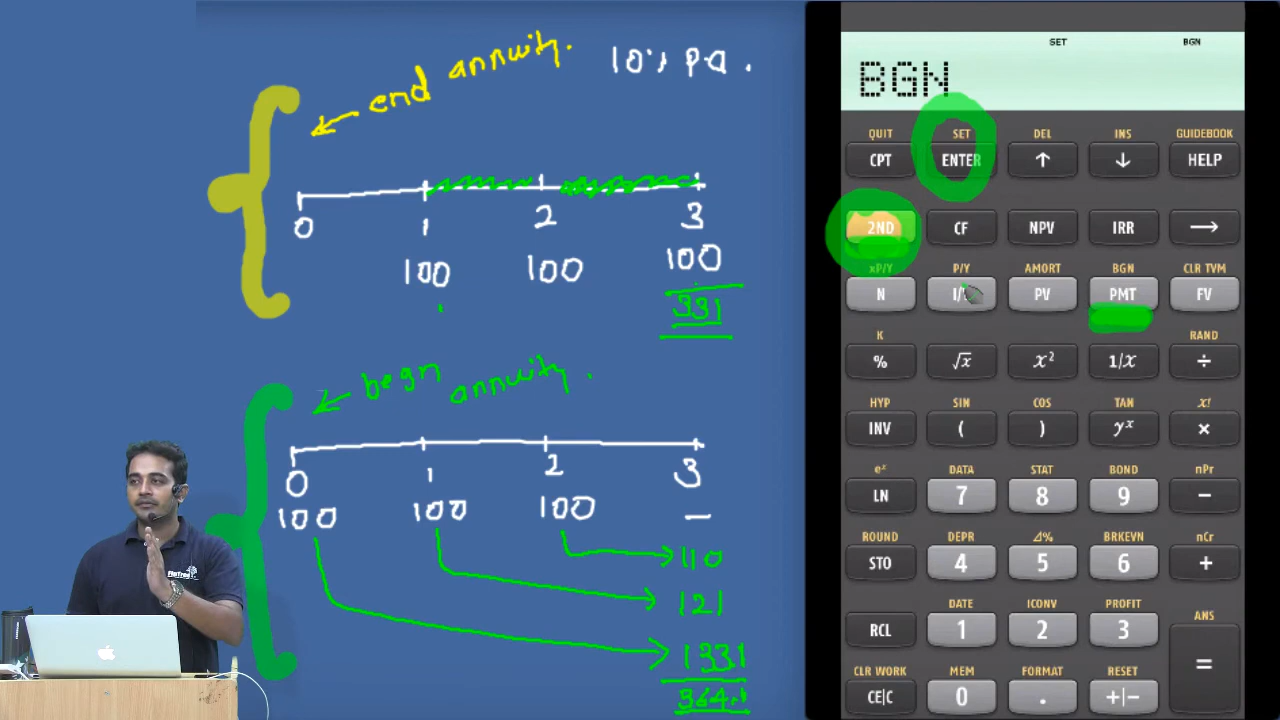 end annuity.
10% pa.
0 1 2 3
100 100 100
331
begn annuity.
0 1 2 3
100 100 100 –
110
121
1331
364.1
FinTree
SET BGN
BGN
QUIT SET DEL INS GUIDEBOOK
CPT ENTER ↑ ↓ HELP
2ND CF NPV IRR →
xP/Y P/Y AMORT BGN CLR TVM
N I/ PV PMT FV
K RAND
% √x x² 1/x ÷
HYP SIN COS TAN x!
INV ( ) yˣ ×
eˣ DATA STAT BOND nPr
LN 7 8 9 −
ROUND DEPR ⊿% BRKEVN nCr
STO 4 5 6 +
DATE ICONV PROFIT ANS
RCL 1 2 3 =
CLR WORK MEM FORMAT RESET
CE|C 0 . +|−